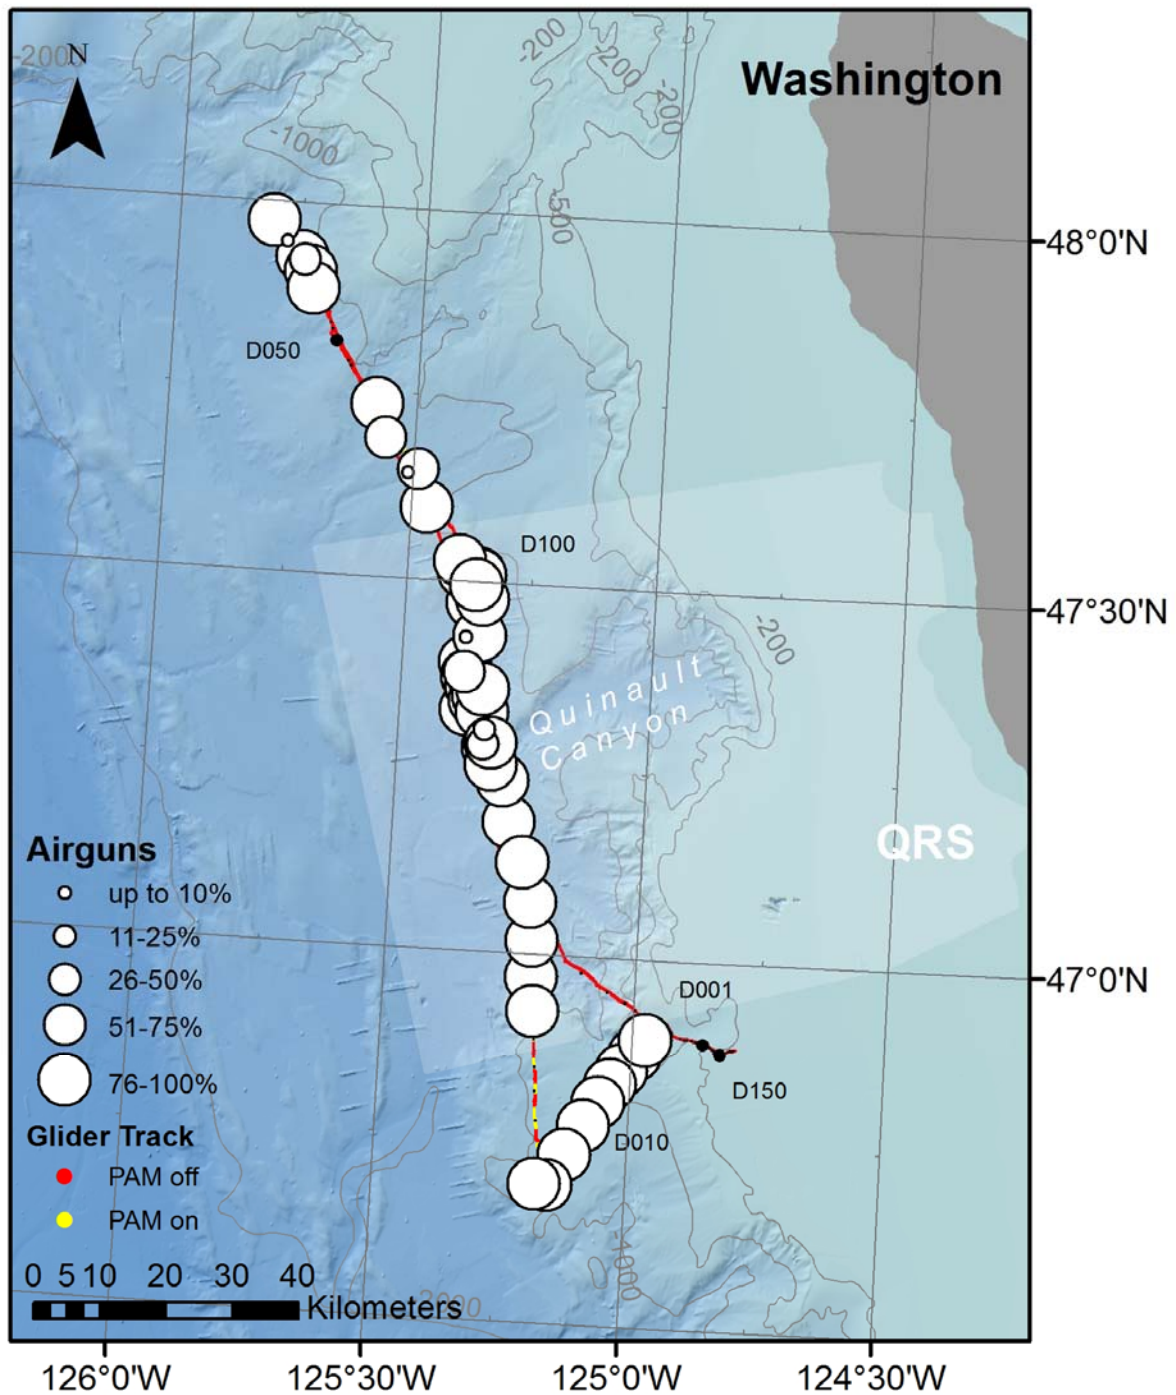 -2000
N
-200
-200
-200
Washington
-1000
-500
48°0'N
D050
D100
47°30'N
-200
Quinault
Canyon
QRS
Airguns
up to 10%
11-25%
26-50%
51-75%
76-100%
47°0'N
D001
D150
D010
Glider Track
PAM off
PAM on
-1000
0 5 10 20 30 40
Kilometers
-2000
126°0'W
125°30'W
125°0'W
124°30'W